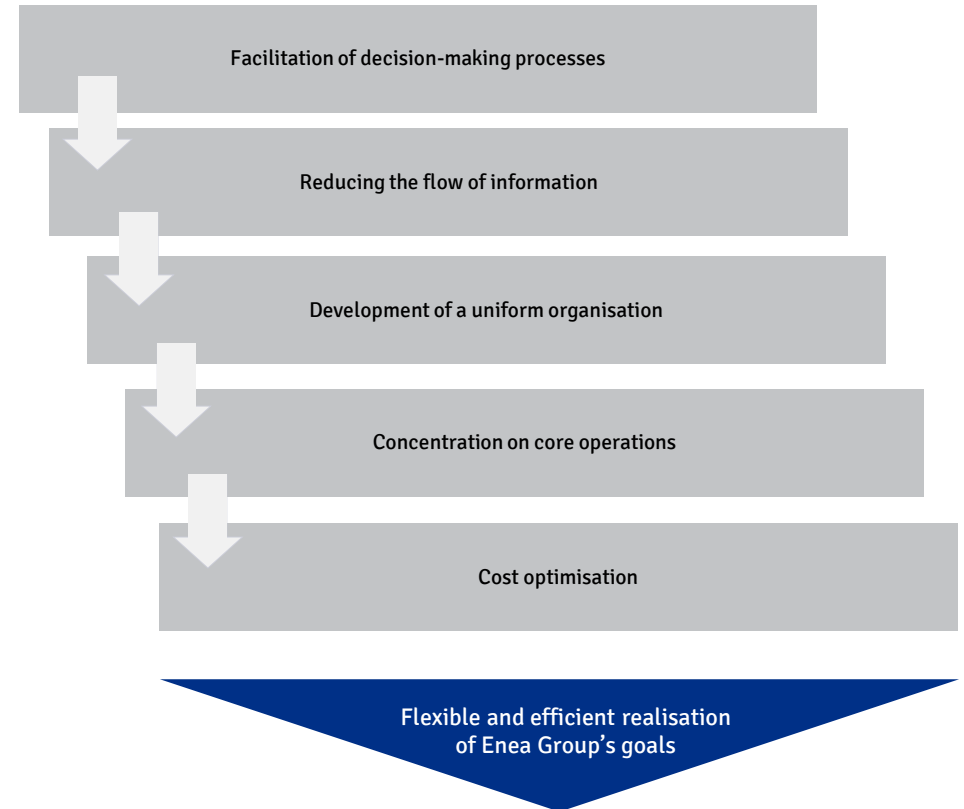 Facilitation of decision-making processes
Reducing the flow of information
Development of a uniform organisation
Concentration on core operations
Cost optimisation
Flexible and efficient realisation
of Enea Group’s goals